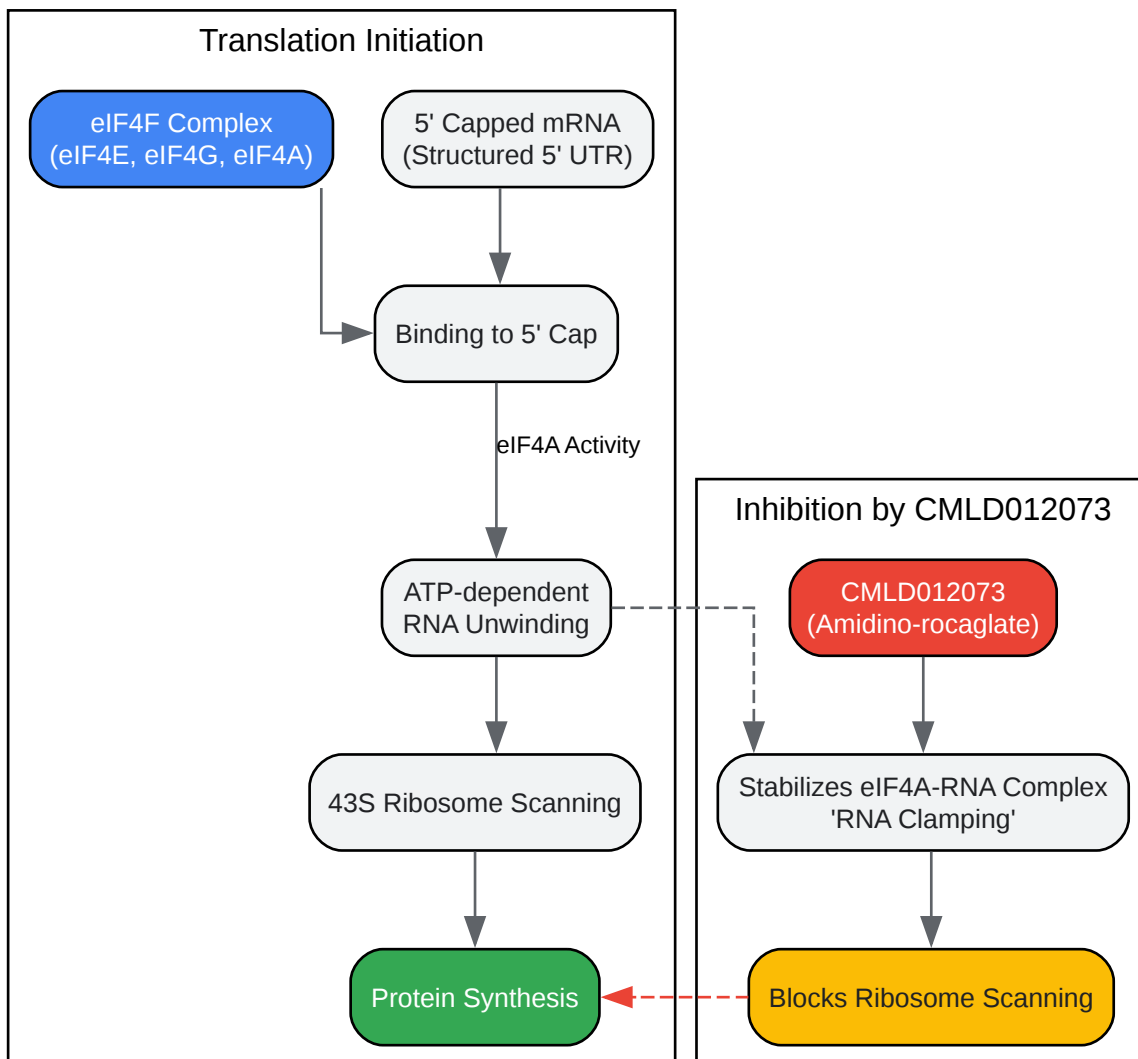 Translation Initiation
eIF4F Complex
(eIF4E, eIF4G, eIF4A)
5' Capped mRNA
(Structured 5' UTR)
Binding to 5' Cap
eIF4A Activity
ATP-dependent
RNA Unwinding
43S Ribosome Scanning
Protein Synthesis
Inhibition by CMLD012073
CMLD012073
(Amidino-rocaglate)
Stabilizes eIF4A-RNA Complex
'RNA Clamping'
Blocks Ribosome Scanning